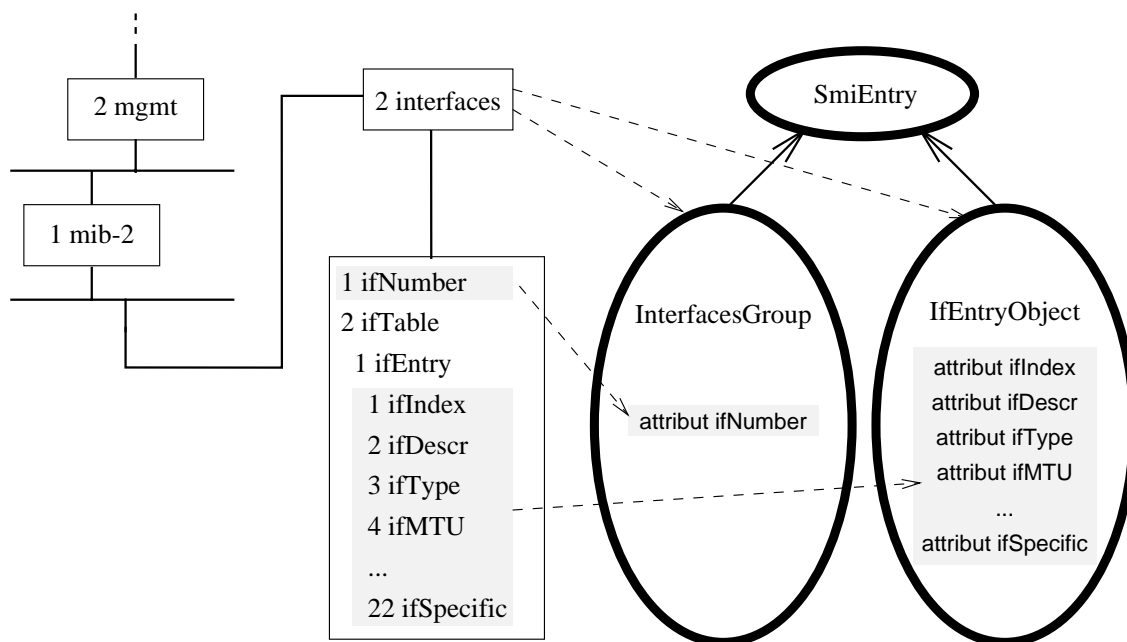 2 mgmt
1 mib-2
2 interfaces
1 ifNumber
2 ifTable
1 ifEntry
1 ifIndex
2 ifDescr
3 ifType
4 ifMTU
...
22 ifSpecific
SmiEntry
InterfacesGroup
attribut ifNumber
IfEntryObject
attribut ifIndex
attribut ifDescr
attribut ifType
attribut ifMTU
...
attribut ifSpecific